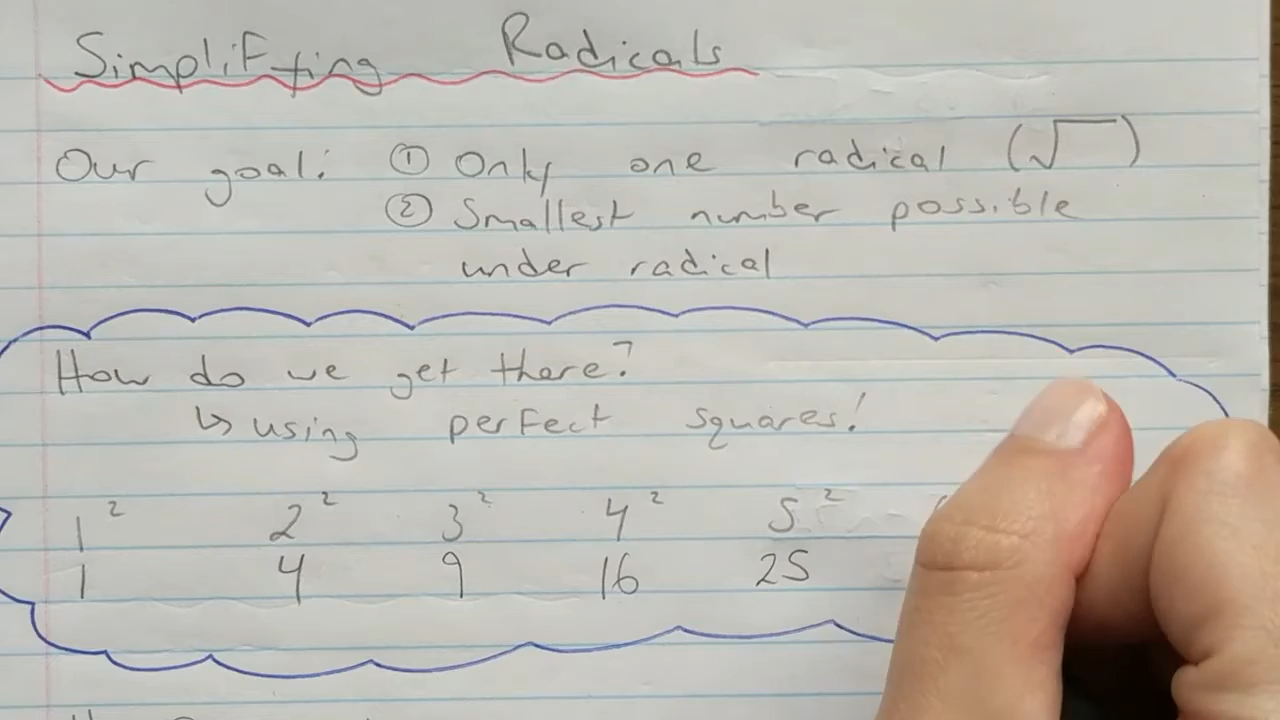 Simplifying Radicals
Our goal: ① Only one radical (√‾)
② Smallest number possible
under radical
How do we get there?
↳ using perfect squares!
1² 2² 3² 4² 5²
1 4 9 16 25